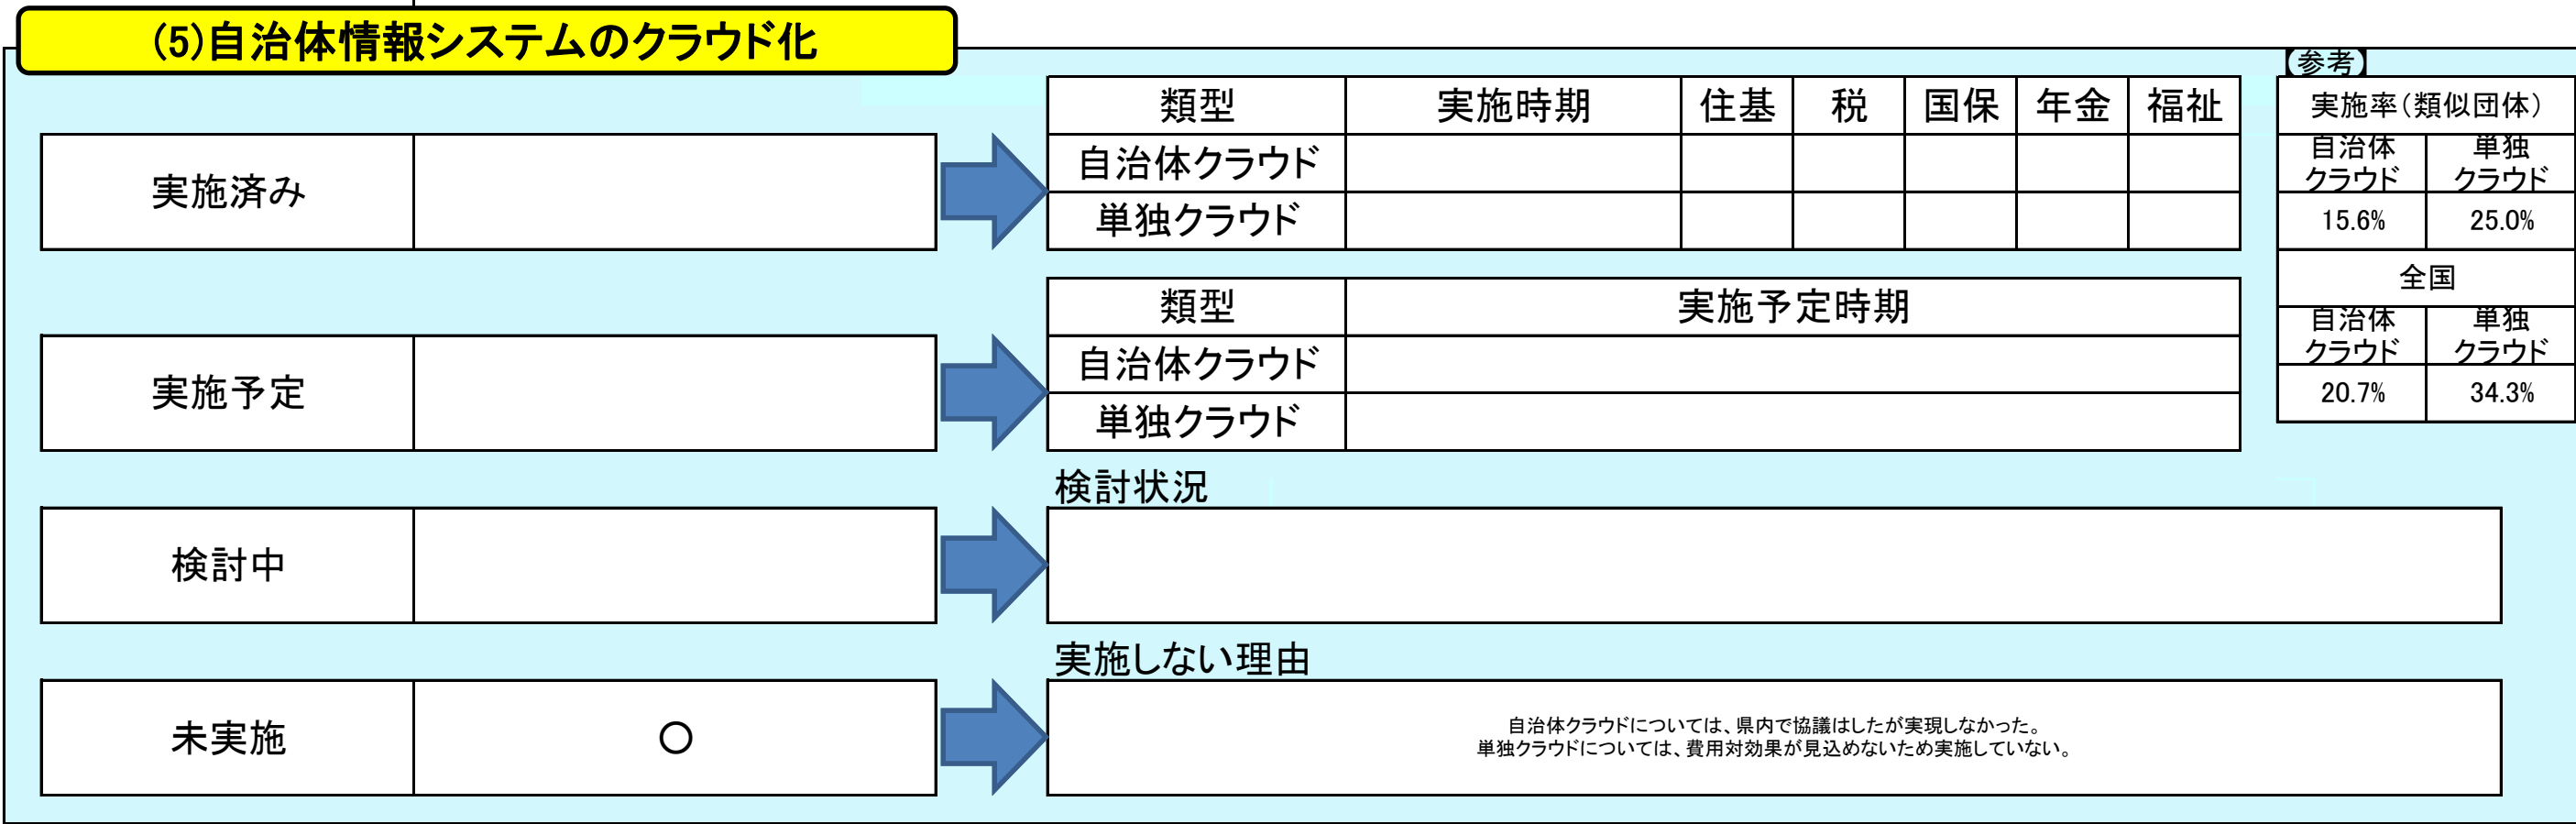 (5)自治体情報システムのクラウド化
【参考】
類型 実施時期 住基 税 国保 年金 福祉
実施済み
自治体クラウド
単独クラウド
実施率(類似団体)
自治体
クラウド
単独
クラウド
15.6% 25.0%
全国
自治体
クラウド
単独
クラウド
20.7% 34.3%
類型 実施予定時期
実施予定
自治体クラウド
単独クラウド
検討状況
検討中
実施しない理由
未実施 ○
自治体クラウドについては、県内で協議はしたが実現しなかった。
単独クラウドについては、費用対効果が見込めないため実施していない。